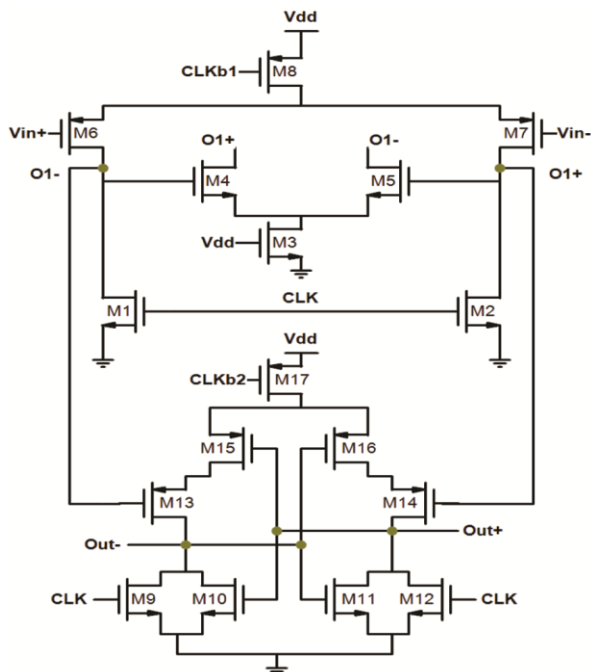 Vdd
CLKb1
M8
Vin+
M6
M7
Vin-
O1-
O1+
O1-
O1+
M4
M5
Vdd
M3
CLK
M1
M2
Vdd
CLKb2
M17
M15
M16
M13
M14
Out+
Out-
CLK
M9
M10
M11
M12
CLK